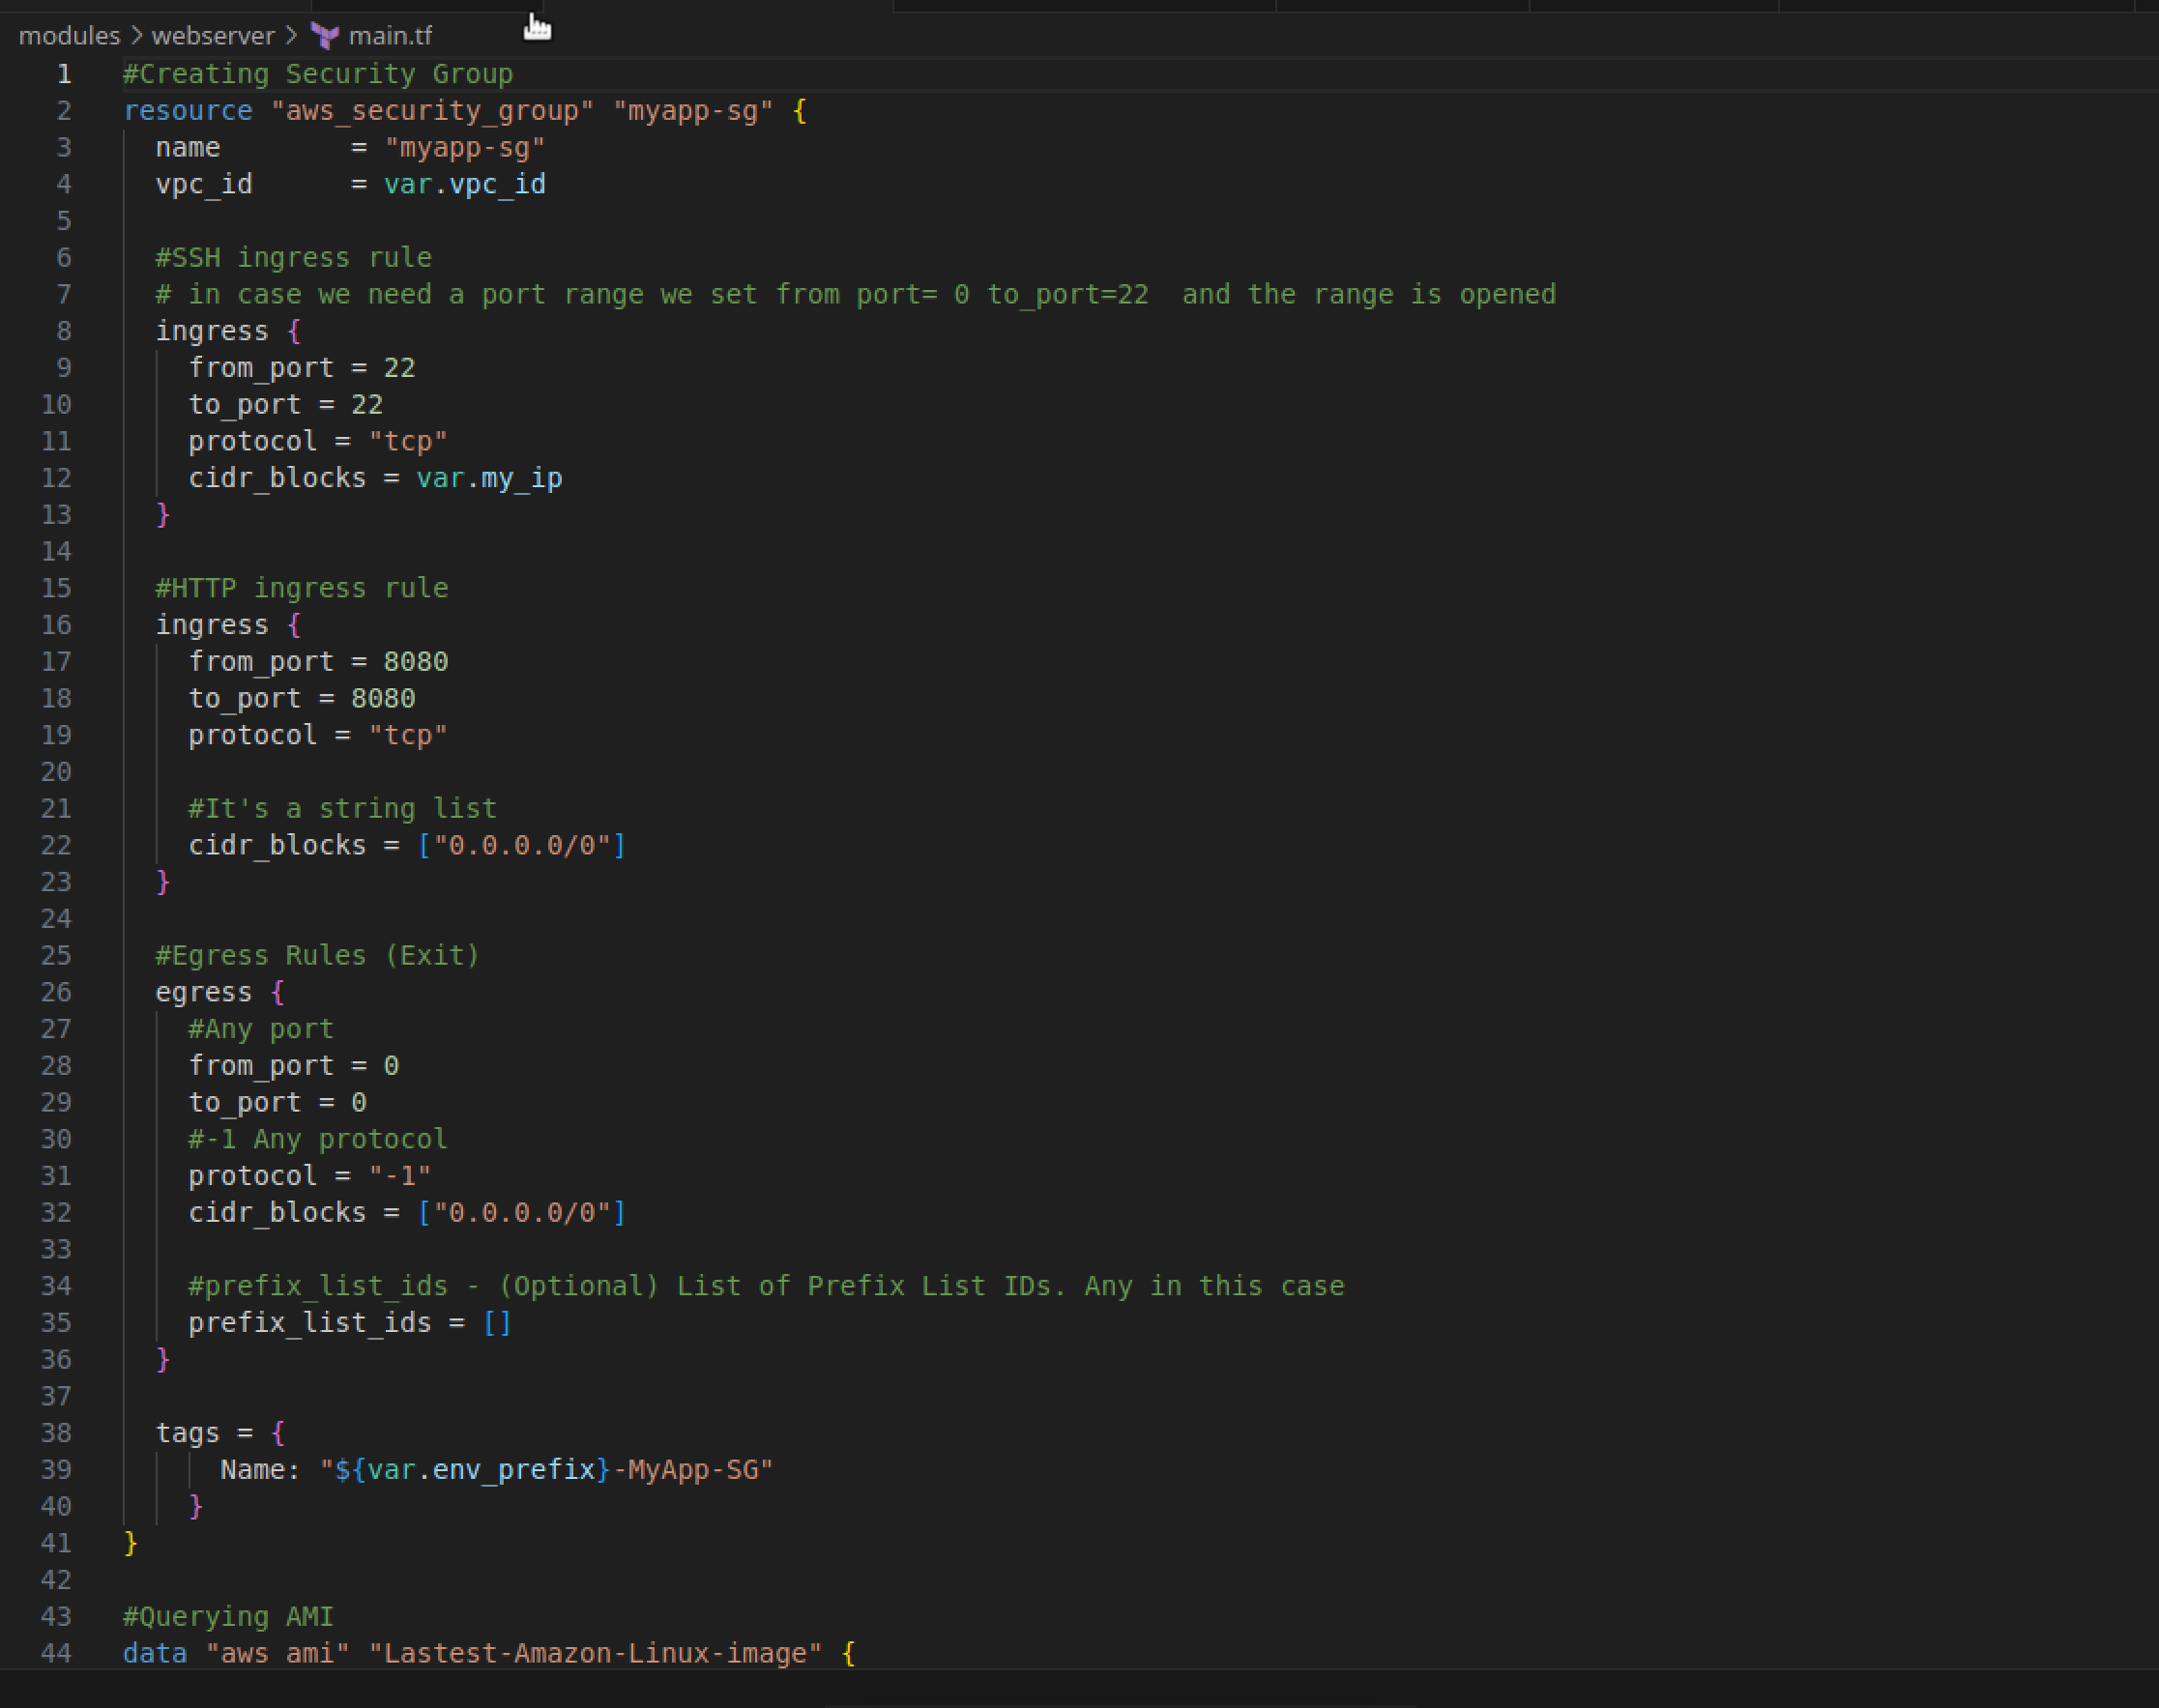 modules > webserver > main.tf
1 #Creating Security Group
2 resource "aws_security_group" "myapp-sg" {
3   name        = "myapp-sg"
4   vpc_id      = var.vpc_id
5
6   #SSH ingress rule
7   # in case we need a port range we set from port= 0 to_port=22  and the range is opened
8   ingress {
9     from_port = 22
10     to_port = 22
11     protocol = "tcp"
12     cidr_blocks = var.my_ip
13   }
14
15   #HTTP ingress rule
16   ingress {
17     from_port = 8080
18     to_port = 8080
19     protocol = "tcp"
20
21     #It's a string list
22     cidr_blocks = ["0.0.0.0/0"]
23   }
24
25   #Egress Rules (Exit)
26   egress {
27     #Any port
28     from_port = 0
29     to_port = 0
30     #-1 Any protocol
31     protocol = "-1"
32     cidr_blocks = ["0.0.0.0/0"]
33
34     #prefix_list_ids - (Optional) List of Prefix List IDs. Any in this case
35     prefix_list_ids = []
36   }
37
38   tags = {
39       Name: "${var.env_prefix}-MyApp-SG"
40     }
41 }
42
43 #Querying AMI
44 data "aws_ami" "Lastest-Amazon-Linux-image" {